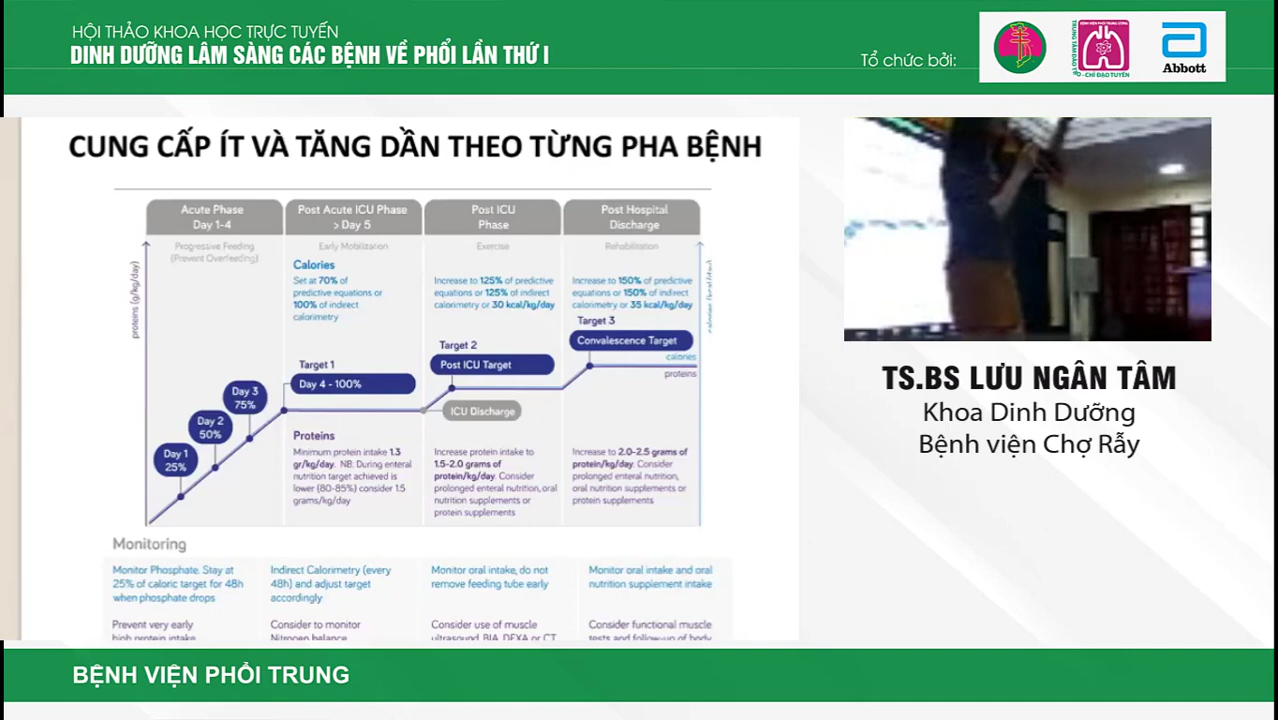 HỘI THẢO KHOA HỌC TRỰC TUYẾN
DINH DƯỠNG LÂM SÀNG CÁC BỆNH VỀ PHỔI LẦN THỨ I
Tổ chức bởi:
BỆNH VIỆN PHỔI TRUNG ƯƠNG
Abbott
CUNG CẤP ÍT VÀ TĂNG DẦN THEO TỪNG PHA BỆNH
Acute Phase
Day 1-4
Post Acute ICU Phase
> Day 5
Post ICU
Phase
Post Hospital
Discharge
Progressive Feeding
(Prevent Overfeeding)
Early Mobilization
Exercise
Rehabilitation
proteins (g/kg/day)
Calories
Set at 70% of
predictive equations or
100% of indirect
calorimetry
Increase to 125% of predictive
equations or 125% of indirect
calorimetry or 30 kcal/kg/day
Increase to 150% of predictive
equations or 150% of indirect
calorimetry or 35 kcal/kg/day
Target 1
Day 4 - 100%
Target 2
Post ICU Target
Target 3
Convalescence Target
calories
proteins
Day 3
75%
Day 2
50%
Day 1
25%
ICU Discharge
Proteins
Minimum protein intake 1.3
gr/kg/day. NB: During enteral
nutrition target achieved is
lower (80-85%) consider 1.5
grams/kg/day
Increase protein intake to
1.5-2.0 grams of
protein/kg/day. Consider
prolonged enteral nutrition, oral
nutrition supplements or
protein supplements
Increase to 2.0-2.5 grams of
protein/kg/day. Consider
prolonged enteral nutrition,
oral nutrition supplements or
protein supplements
Monitoring
Monitor Phosphate. Stay at
25% of caloric target for 48h
when phosphate drops
Indirect Calorimetry (every
48h) and adjust target
accordingly
Monitor oral intake, do not
remove feeding tube early
Monitor oral intake and oral
nutrition supplement intake
Prevent very early
high protein intake
Consider to monitor
Nitrogen balance
Consider use of muscle
ultrasound, BIA, DEXA or CT
Consider functional muscle
tests and follow-up of body
TS.BS LƯU NGÂN TÂM
Khoa Dinh Dưỡng
Bệnh viện Chợ Rẫy
BỆNH VIỆN PHỔI TRUNG